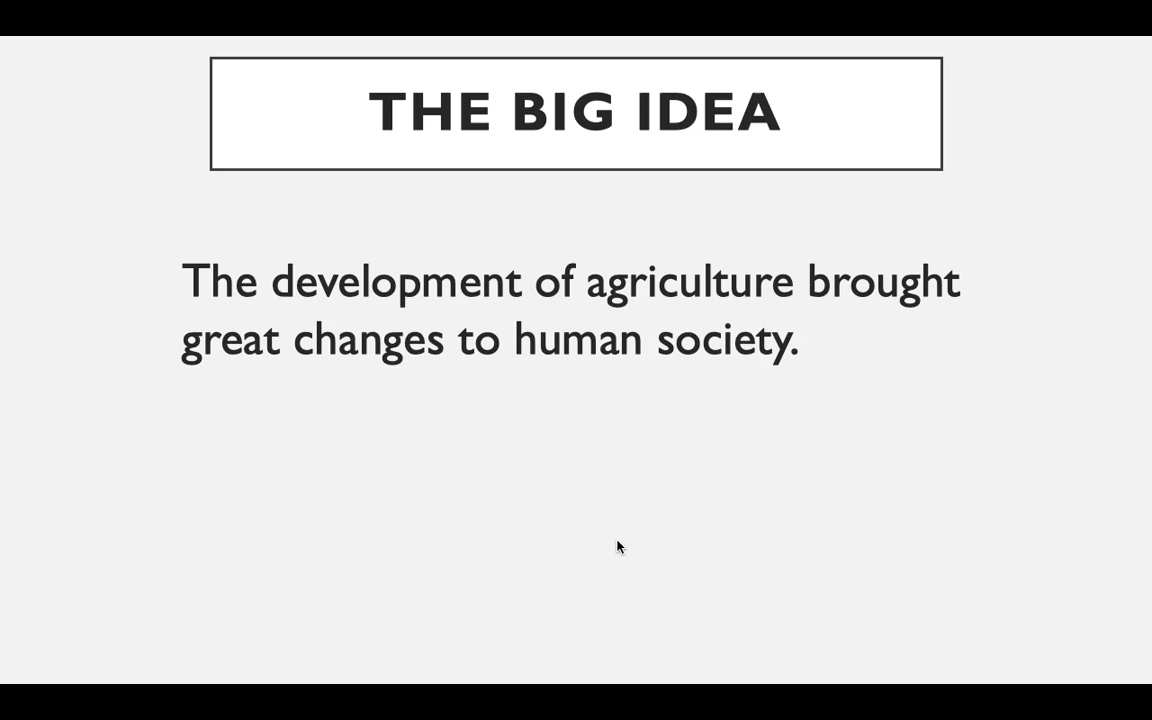 THE BIG IDEA
The development of agriculture brought
great changes to human society.